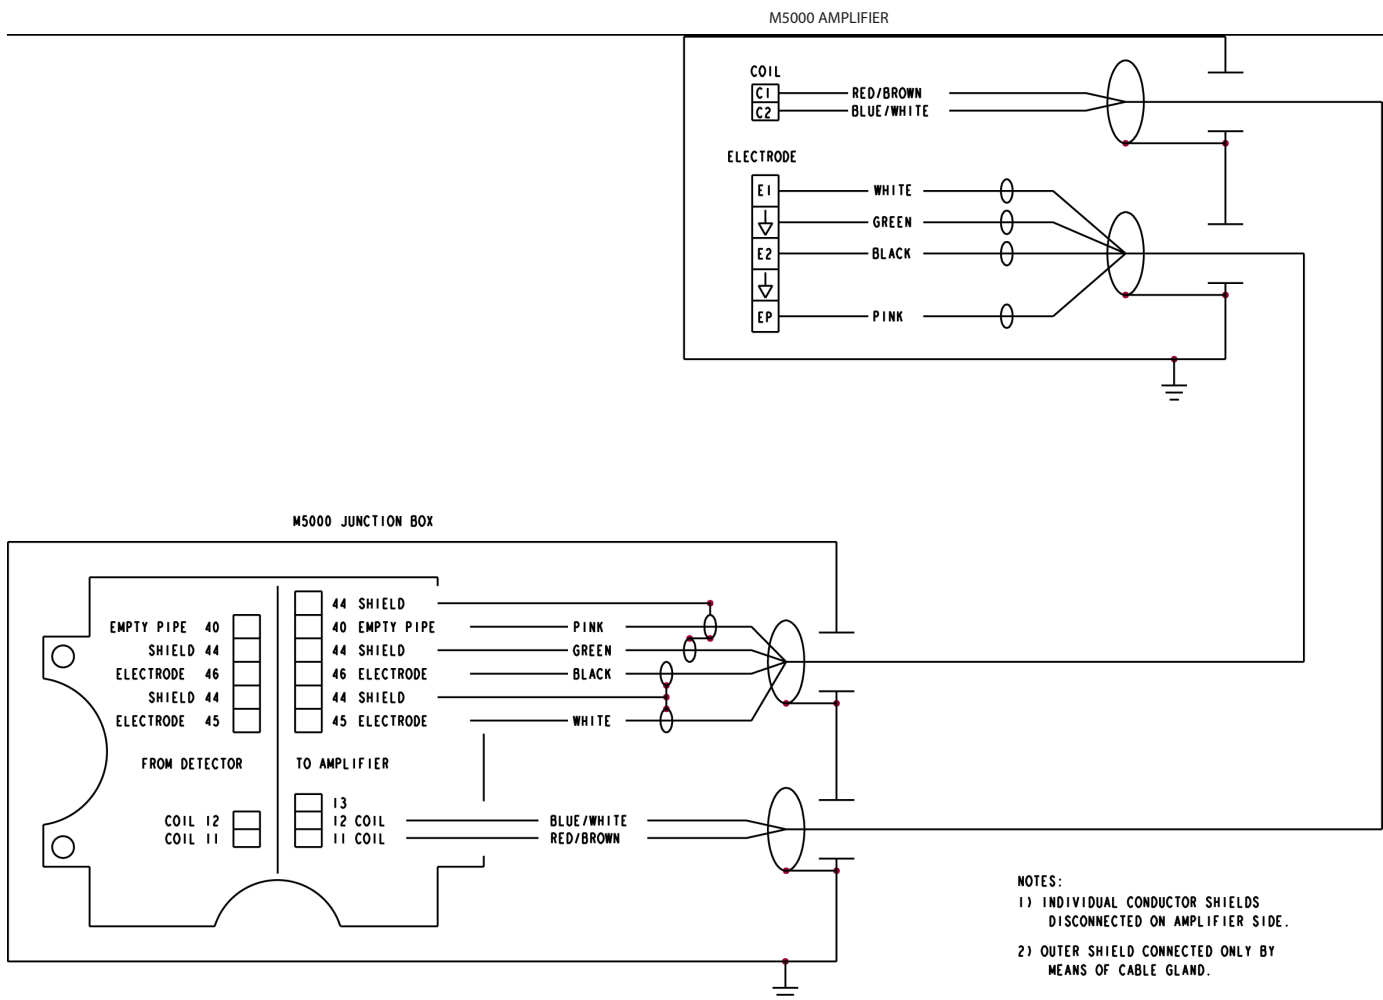 M5000 AMPLIFIER
COIL
C1
RED/BROWN
C2
BLUE/WHITE
ELECTRODE
E1
WHITE
GREEN
E2
BLACK
EP
PINK
M5000 JUNCTION BOX
44 SHIELD
EMPTY PIPE 40
40 EMPTY PIPE
PINK
SHIELD 44
44 SHIELD
GREEN
ELECTRODE 46
46 ELECTRODE
BLACK
SHIELD 44
44 SHIELD
ELECTRODE 45
45 ELECTRODE
WHITE
FROM DETECTOR
TO AMPLIFIER
13
COIL 12
12 COIL
BLUE/WHITE
COIL 11
11 COIL
RED/BROWN
NOTES:
1) INDIVIDUAL CONDUCTOR SHIELDS
DISCONNECTED ON AMPLIFIER SIDE.
2) OUTER SHIELD CONNECTED ONLY BY
MEANS OF CABLE GLAND.